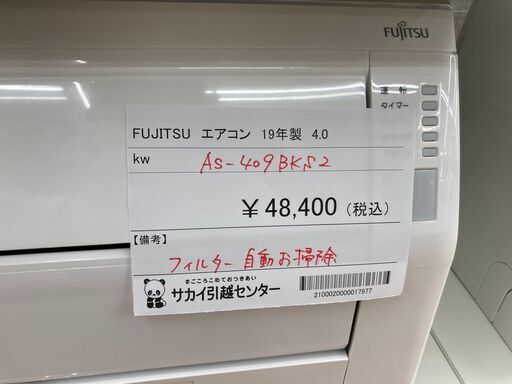 FUJITSU
運転
タイマー
FUJITSU エアコン 19年製 4.0
kw AS-409BKS2
￥48,400（税込）
【備考】
フィルター自動お掃除
まごころこめておつきあい
サカイ引越センター
2100020000017977